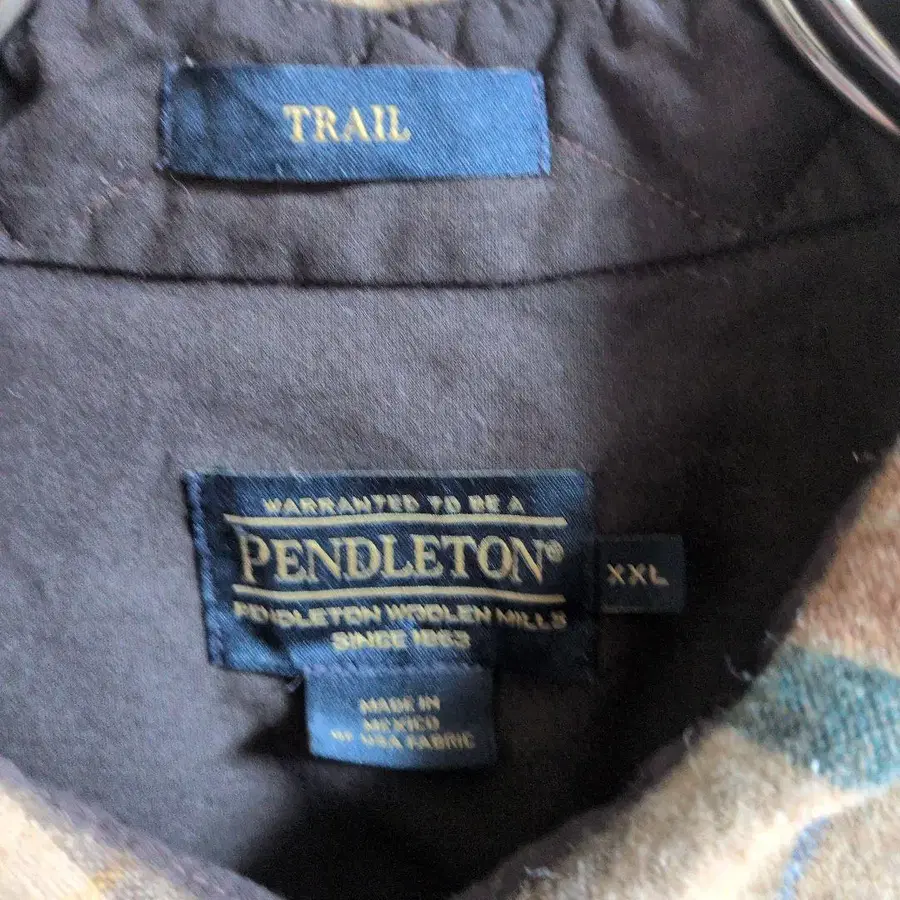 TRAIL
WARRANTED TO BE A
PENDLETON®
PENDLETON WOOLEN MILLS
SINCE 1863
XXL
MADE IN
MEXICO
OF USA FABRIC